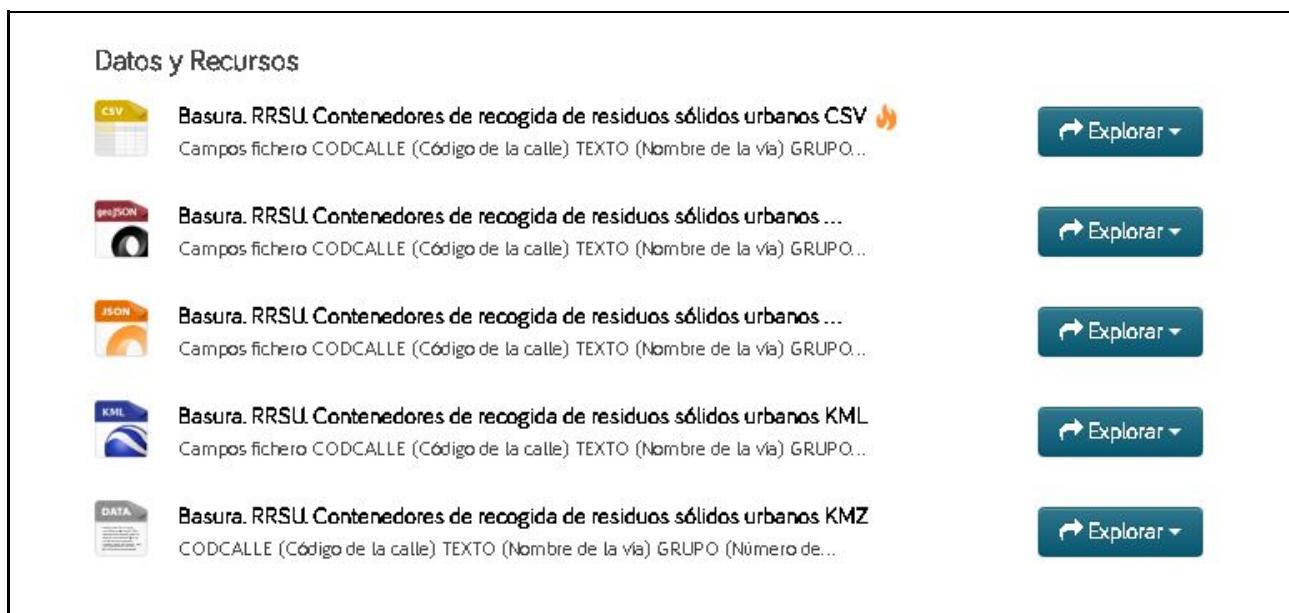 Datos y Recursos
CSV
Basura. RRSU. Contenedores de recogida de residuos sólidos urbanos CSV
Campos fichero CODCALLE (Código de la calle) TEXTO (Nombre de la vía) GRUPO...
Explorar
geoJSON
Basura. RRSU. Contenedores de recogida de residuos sólidos urbanos ...
Campos fichero CODCALLE (Código de la calle) TEXTO (Nombre de la vía) GRUPO...
Explorar
JSON
Basura. RRSU. Contenedores de recogida de residuos sólidos urbanos ...
Campos fichero CODCALLE (Código de la calle) TEXTO (Nombre de la vía) GRUPO...
Explorar
KML
Basura. RRSU. Contenedores de recogida de residuos sólidos urbanos KML
Campos fichero CODCALLE (Código de la calle) TEXTO (Nombre de la vía) GRUPO...
Explorar
DATA
Basura. RRSU. Contenedores de recogida de residuos sólidos urbanos KMZ
CODCALLE (Código de la calle) TEXTO (Nombre de la vía) GRUPO (Número de...
Explorar